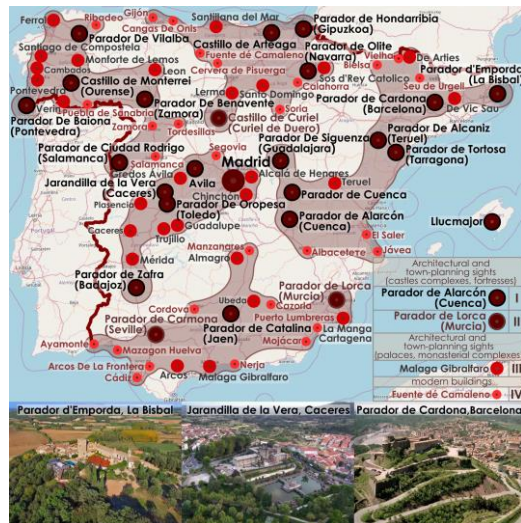 Ferrol
Ribadeo
Gijón
Cangas De Onis
Santillana del Mar
Parador de Hondarribia
(Gipuzkoa)
Parador De Vilalba
Castillo de Arteaga
Santiago de Compostela
Monforte de Lemos
Fuente de Camaleno
Parador de Olite
(Navarra)
Vielha
De Arties
Cambados
Leon
Cervera de Pisuerga
Bielsa
Parador d'Emporda
(La Bisbal)
Pontevedra
Castillo de Monterrei
(Ourense)
Lerma
Santo Domingo
Calahorra
Sos d'Rey Catolico
Seu de Urgell
Verin
Puebla de Sanabria
Parador De Benavente
(Zamora)
Soria
Parador de Cardona
(Barcelona)
De Vic Sau
Parador De Baiona
(Pontevedra)
Zamora
Tordesillas
Castillo de Curiel
(Curiel de Duero)
Parador De Alcaniz
(Teruel)
Parador de Ciudad Rodrigo
(Salamanca)
Segovia
Parador De Siguenza
(Guadalajara)
Parador de Tortosa
(Tarragona)
Salamanca
Madrid
Jarandilla de la Vera
(Caceres)
Gredos Ávila
Avila
Alcalá de Henares
Teruel
Plasencia
Parador De Oropesa
(Toledo)
Chinchon
Parador de Cuenca
Caceres
Guadalupe
Trujillo
Parador de Alarcón
(Cuenca)
El Saler
Llucmajor
Mérida
Manzanares
Almagro
Albacete
Jávea
Parador de Zafra
(Badajoz)
Parador de Lorca
(Murcia)
Cordova
Ubeda
Cazorla
Parador de Carmona
(Seville)
Puerto Lumbreras
Parador de Catalina
(Jaen)
La Manga
Cartagena
Ayamonte
Mazagon Huelva
Mojácar
Arcos De La Frontera
Nerja
Cádiz
Arcos
Malaga Gibralfaro
Architectural and
town-planning sights
(castles complexes, fortresses)
Parador de Alarcón
(Cuenca)
I
Parador de Lorca
(Murcia)
II
Architectural and
town-planning sights
(palaces, monasterial complexes)
Malaga Gibralfaro
III
modern buildings
Fuente de Camaleno
IV
Parador d'Emporda, La Bisbal
Jarandilla de la Vera, Caceres
Parador de Cardona,Barcelona